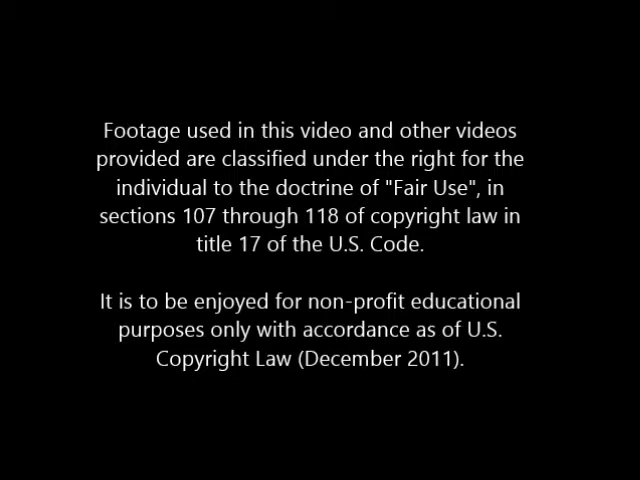 Footage used in this video and other videos
provided are classified under the right for the
individual to the doctrine of "Fair Use", in
sections 107 through 118 of copyright law in
title 17 of the U.S. Code.
It is to be enjoyed for non-profit educational
purposes only with accordance as of U.S.
Copyright Law (December 2011).